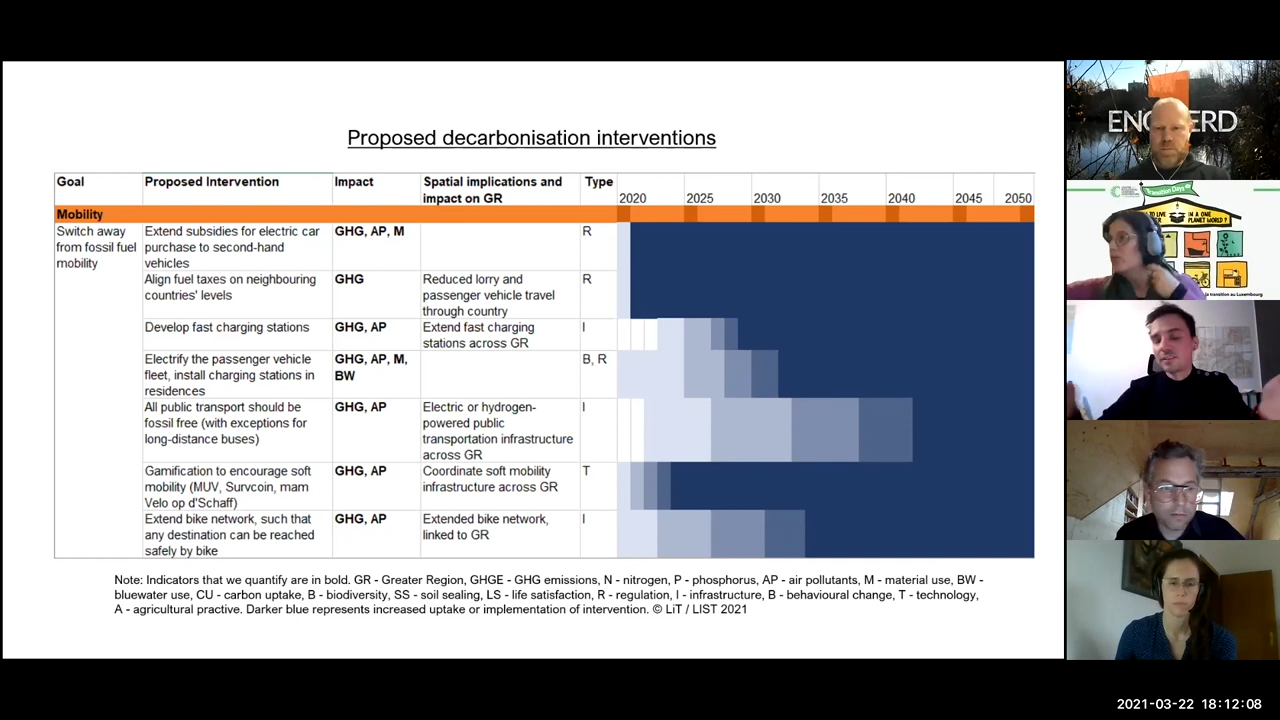 Proposed decarbonisation interventions
Goal Proposed Intervention Impact Spatial implications and impact on GR Type 2020 2025 2030 2035 2040 2045 2050
Mobility
Switch away from fossil fuel mobility
Extend subsidies for electric car purchase to second-hand vehicles
GHG, AP, M
R
Align fuel taxes on neighbouring countries' levels
GHG
Reduced lorry and passenger vehicle travel through country
R
Develop fast charging stations
GHG, AP
Extend fast charging stations across GR
I
Electrify the passenger vehicle fleet, install charging stations in residences
GHG, AP, M, BW
B, R
All public transport should be fossil free (with exceptions for long-distance buses)
GHG, AP
Electric or hydrogen-powered public transportation infrastructure across GR
I
Gamification to encourage soft mobility (MUV, Survcoin, mam Velo op d'Schaff)
GHG, AP
Coordinate soft mobility infrastructure across GR
T
Extend bike network, such that any destination can be reached safely by bike
GHG, AP
Extended bike network, linked to GR
I
Note: Indicators that we quantify are in bold. GR - Greater Region, GHGE - GHG emissions, N - nitrogen, P - phosphorus, AP - air pollutants, M - material use, BW -
bluewater use, CU - carbon uptake, B - biodiversity, SS - soil sealing, LS - life satisfaction, R - regulation, I - infrastructure, B - behavioural change, T - technology,
A - agricultural practive. Darker blue represents increased uptake or implementation of intervention. © LiT / LIST 2021
Transition Days
IN A ONE
PLANET WORLD ?
la transition au Luxembourg
2021-03-22 18:12:08